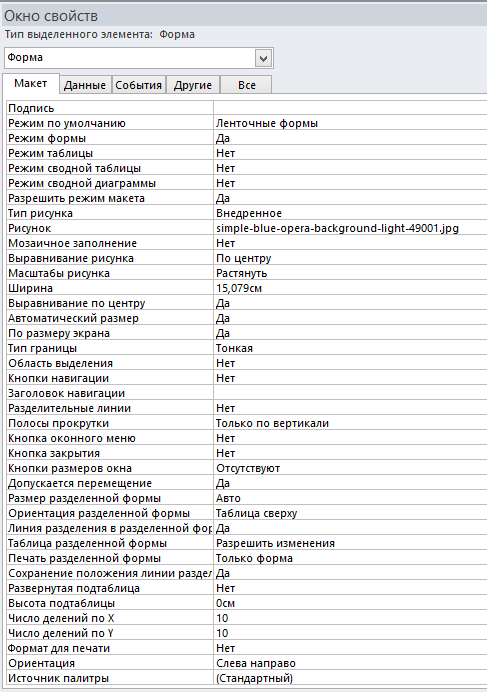 Окно свойств
Тип выделенного элемента: Форма
Форма
Макет Данные События Другие Все
Подпись
Режим по умолчанию Ленточные формы
Режим формы Да
Режим таблицы Нет
Режим сводной таблицы Нет
Режим сводной диаграммы Нет
Разрешить режим макета Да
Тип рисунка Внедренное
Рисунок simple-blue-opera-background-light-49001.jpg
Мозаичное заполнение Нет
Выравнивание рисунка По центру
Масштабы рисунка Растянуть
Ширина 15,079см
Выравнивание по центру Да
Автоматический размер Да
По размеру экрана Да
Тип границы Тонкая
Область выделения Нет
Кнопки навигации Нет
Заголовок навигации
Разделительные линии Нет
Полосы прокрутки Только по вертикали
Кнопка оконного меню Нет
Кнопка закрытия Нет
Кнопки размеров окна Отсутствуют
Допускается перемещение Да
Размер разделенной формы Авто
Ориентация разделенной формы Таблица сверху
Линия разделения в разделенной фор Да
Таблица разделенной формы Разрешить изменения
Печать разделенной формы Только форма
Сохранение положения линии раздел Да
Развернутая подтаблица Нет
Высота подтаблицы 0см
Число делений по X 10
Число делений по Y 10
Формат для печати Нет
Ориентация Слева направо
Источник палитры (Стандартный)